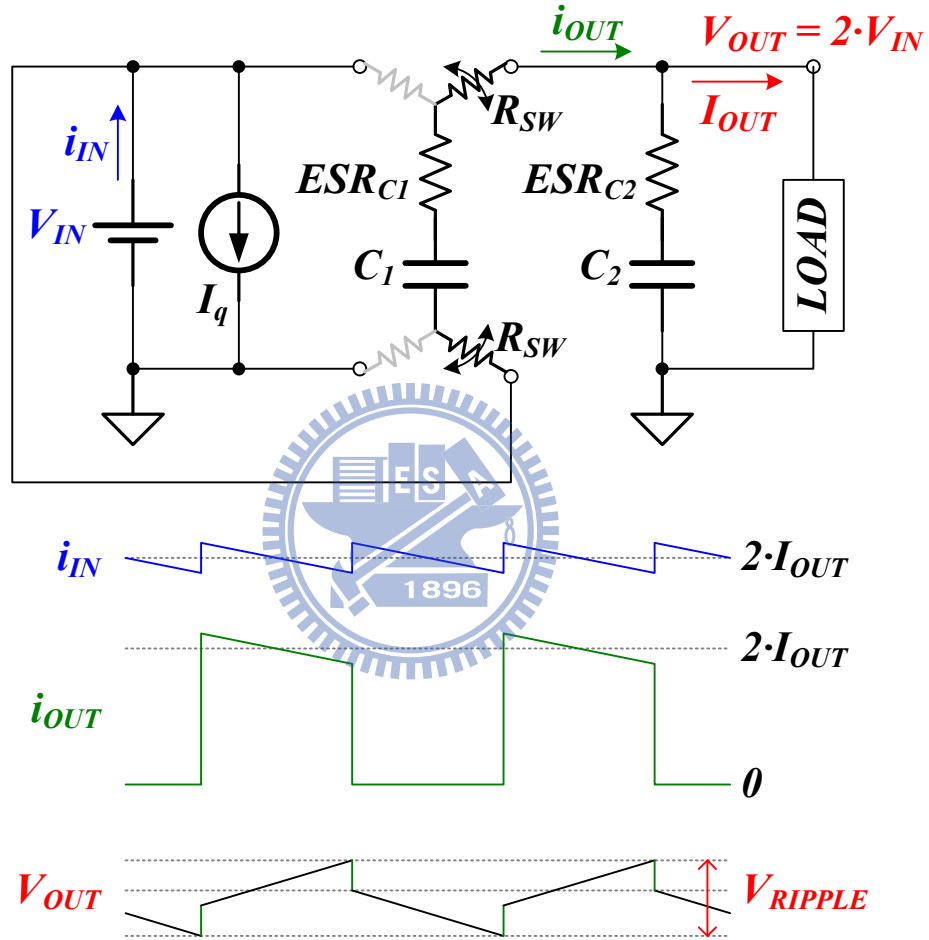 iOUT
VOUT = 2·VIN
IOUT
RSW
iIN
ESRC1
ESRC2
VIN
LOAD
C1
C2
Iq
RSW
E S A
8
1896
iIN
2·IOUT
2·IOUT
iOUT
0
VOUT
VRIPPLE